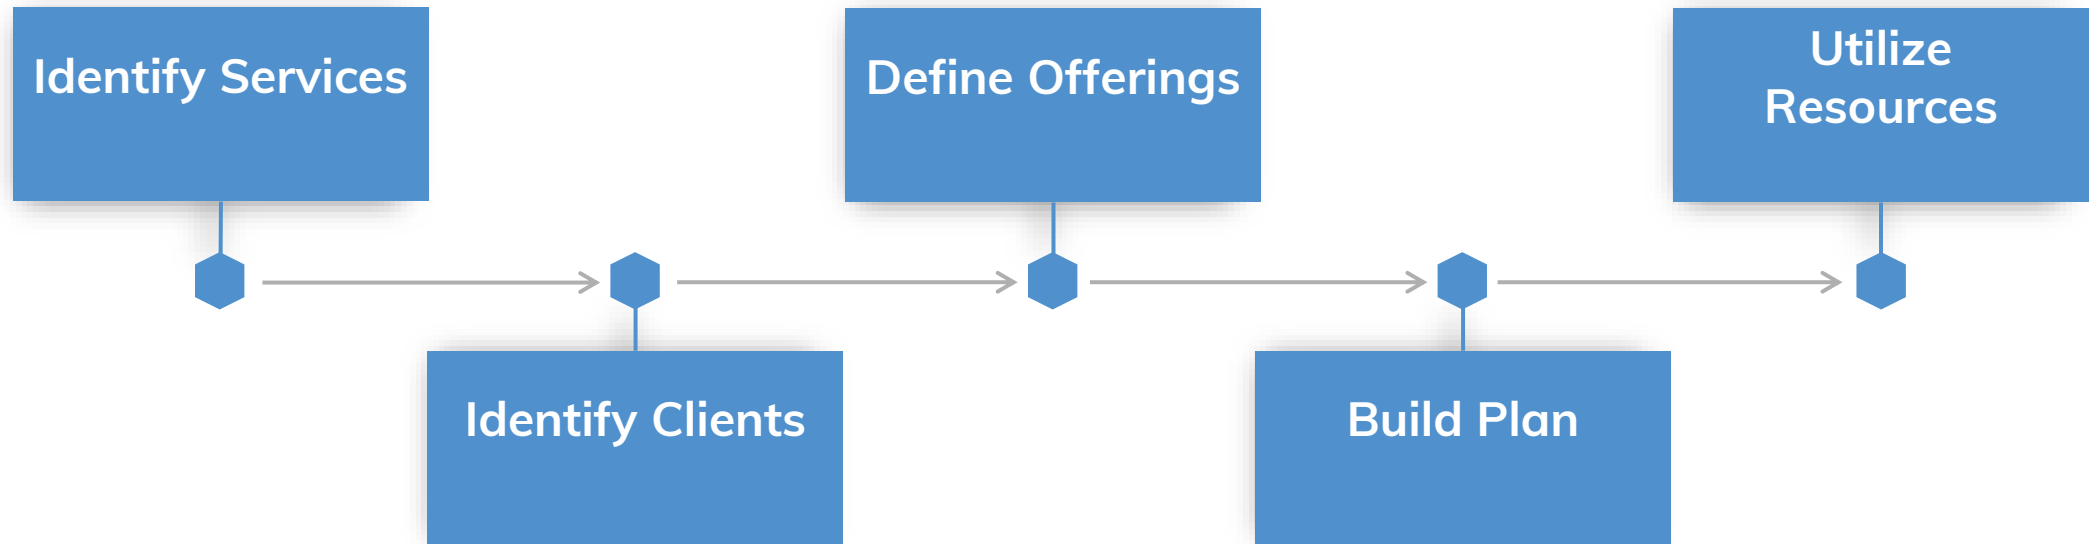 Identify Services
Identify Clients
Define Offerings
Build Plan
Utilize
Resources